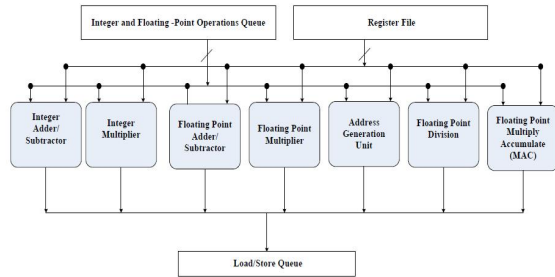 Integer and Floating -Point Operations Queue
Register File
Integer
Adder/
Subtractor
Integer
Multiplier
Floating Point
Adder/
Subtractor
Floating Point
Multiplier
Address
Generation
Unit
Floating Point
Division
Floating Point
Multiply
Accumulate
(MAC)
Load/Store Queue